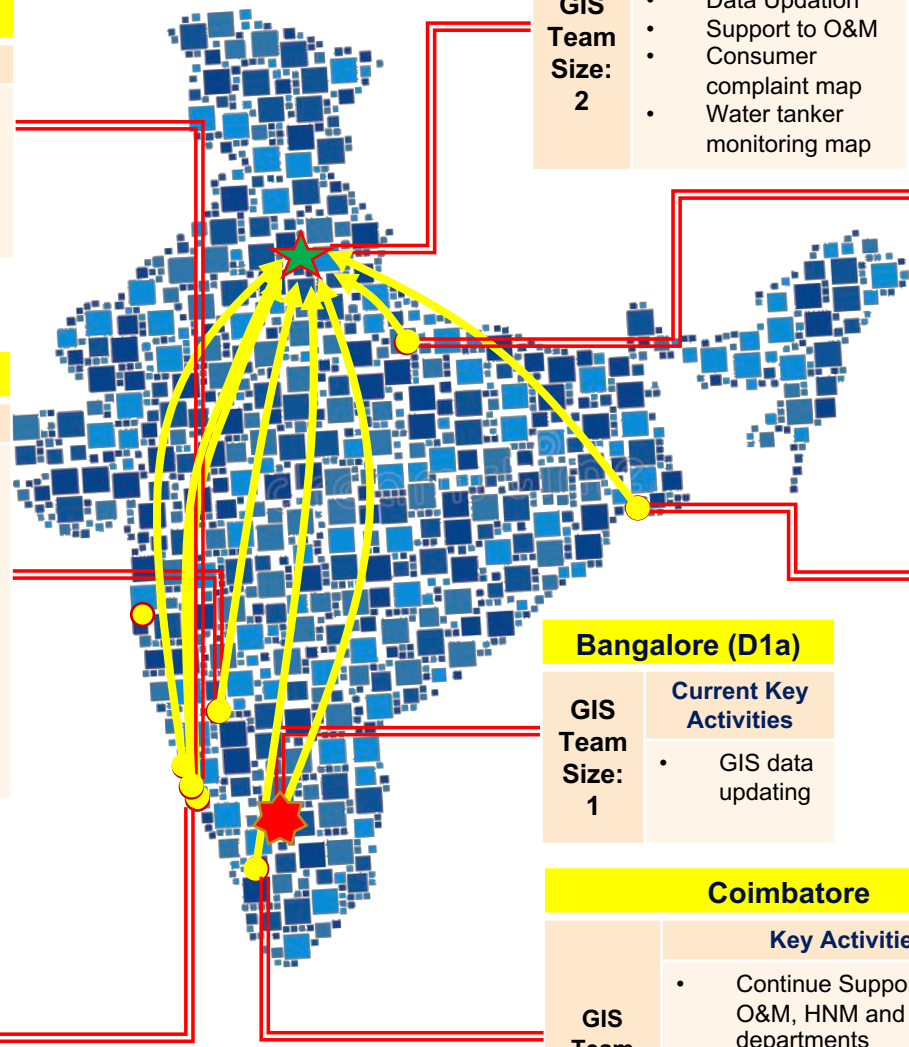 GIS
Team
Size:
2
• Data Updation
• Support to O&M
• Consumer
complaint map
• Water tanker
monitoring map
Bangalore (D1a)
GIS
Team
Size:
1
Current Key
Activities
• GIS data
updating
Coimbatore
Key Activitie
GIS
Team
• Continue Suppo
O&M, HNM and
departments